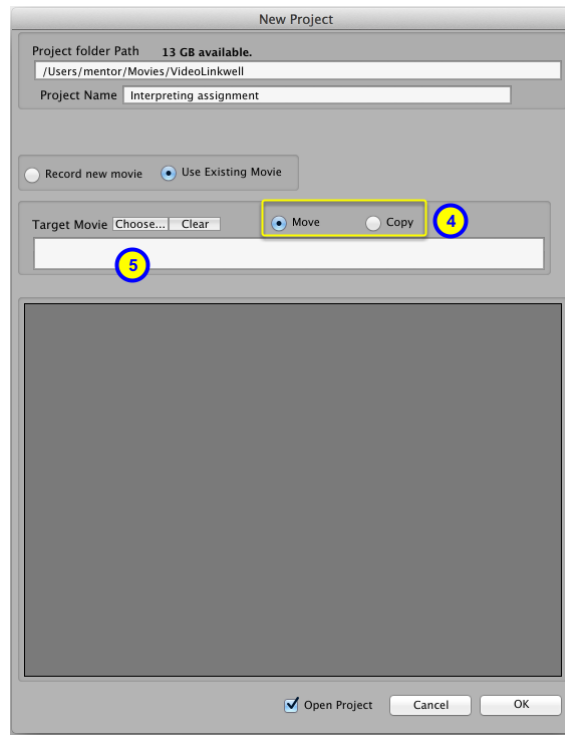 New Project
Project folder Path 13 GB available.
/Users/mentor/Movies/VideoLinkwell
Project Name Interpreting assignment
Record new movie Use Existing Movie
Target Movie Choose... Clear Move Copy 4
5
Open Project Cancel OK